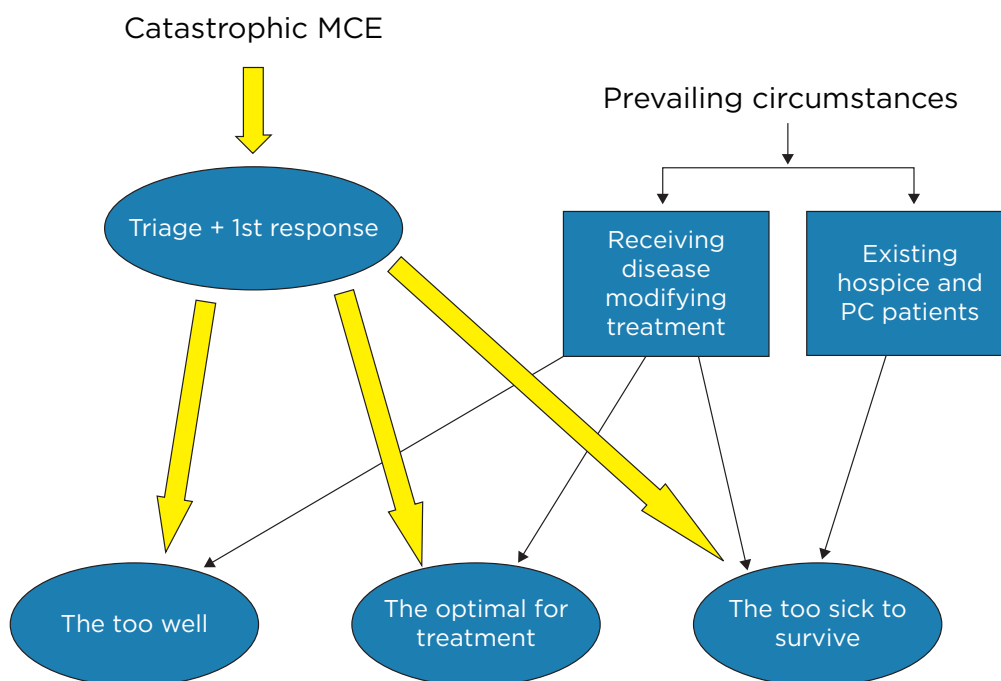 Catastrophic MCE
Prevailing circumstances
Triage + 1st response
Receiving
disease
modifying
treatment
Existing
hospice and
PC patients
The too well
The optimal for
treatment
The too sick to
survive